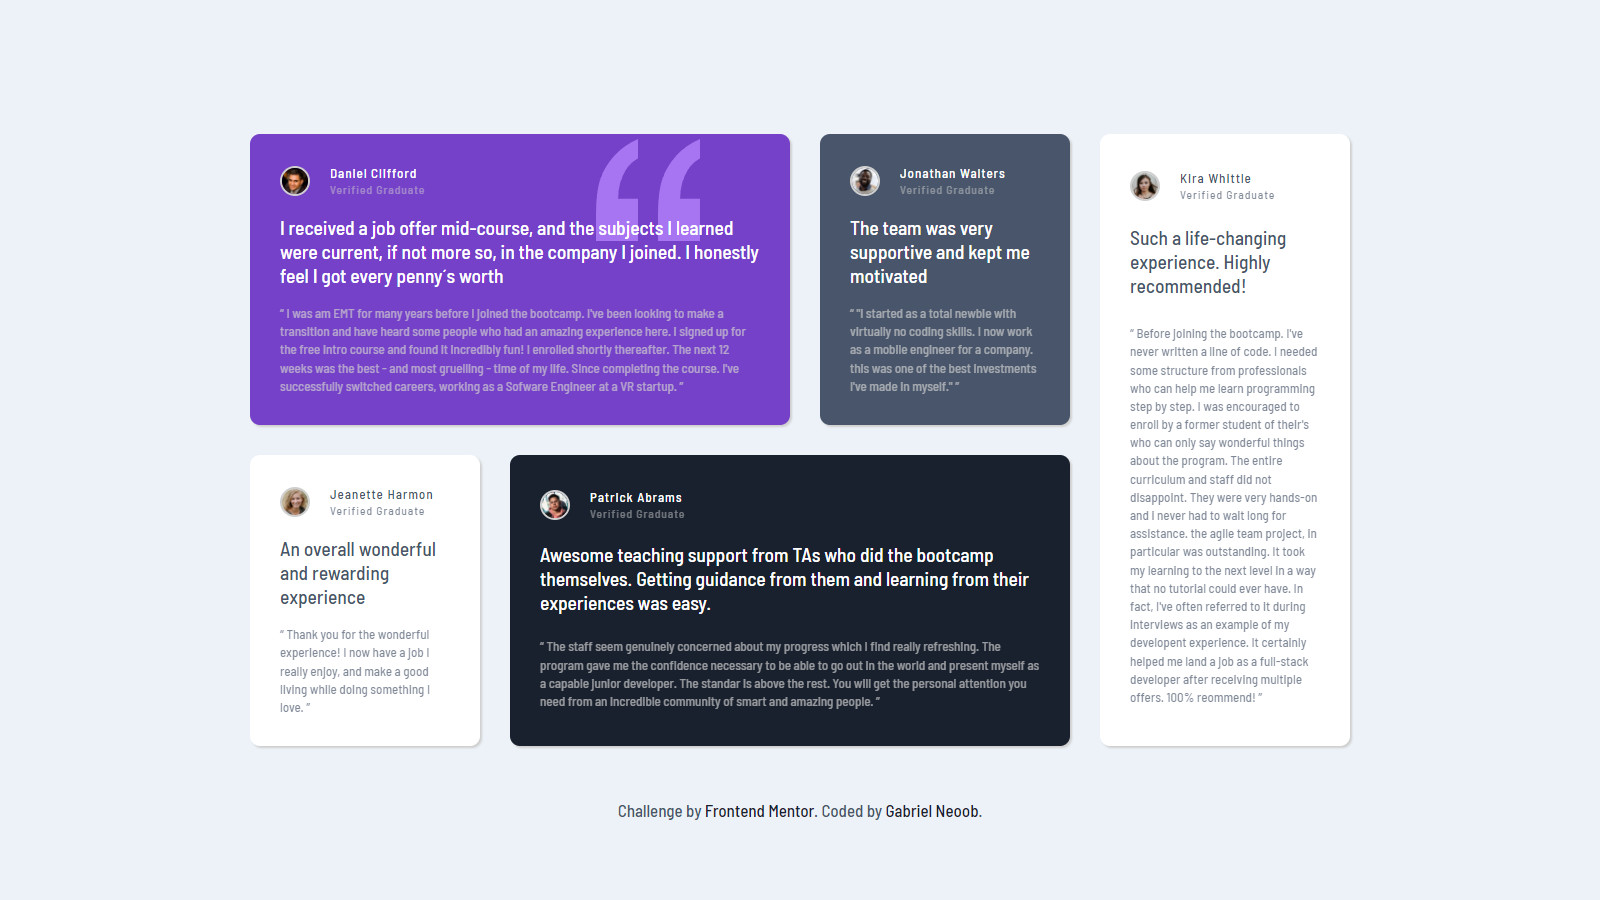 Daniel Clifford
Verified Graduate
I received a job offer mid-course, and the subjects I learned
were current, if not more so, in the company I joined. I honestly
feel I got every penny´s worth
“ I was am EMT for many years before I joined the bootcamp. I've been looking to make a
transition and have heard some people who had an amazing experience here. I signed up for
the free intro course and found it incredibly fun! I enrolled shortly thereafter. The next 12
weeks was the best - and most gruelling - time of my life. Since completing the course. I've
successfully switched careers, working as a Sofware Engineer at a VR startup. ”
Jonathan Walters
Verified Graduate
The team was very
supportive and kept me
motivated
“ "I started as a total newbie with
virtually no coding skills. I now work
as a mobile engineer for a company.
this was one of the best investments
I've made in myself." ”
Kira Whittle
Verified Graduate
Such a life-changing
experience. Highly
recommended!
“ Before joining the bootcamp. I've
never written a line of code. I needed
some structure from professionals
who can help me learn programming
step by step. I was encouraged to
enroll by a former student of their's
who can only say wonderful things
about the program. The entire
curriculum and staff did not
disappoint. They were very hands-on
and I never had to wait long for
assistance. the agile team project, in
particular was outstanding. It took
my learning to the next level in a way
that no tutorial could ever have. In
fact, I've often referred to it during
interviews as an example of my
developent experience. It certainly
helped me land a job as a full-stack
developer after receiving multiple
offers. 100% reommend! ”
Jeanette Harmon
Verified Graduate
An overall wonderful
and rewarding
experience
“ Thank you for the wonderful
experience! I now have a job I
really enjoy, and make a good
living while doing something I
love. ”
Patrick Abrams
Verified Graduate
Awesome teaching support from TAs who did the bootcamp
themselves. Getting guidance from them and learning from their
experiences was easy.
“ The staff seem genuinely concerned about my progress which I find really refreshing. The
program gave me the confidence necessary to be able to go out in the world and present myself as
a capable junior developer. The standar is above the rest. You will get the personal attention you
need from an incredible community of smart and amazing people. ”
Challenge by Frontend Mentor. Coded by Gabriel Neoob.